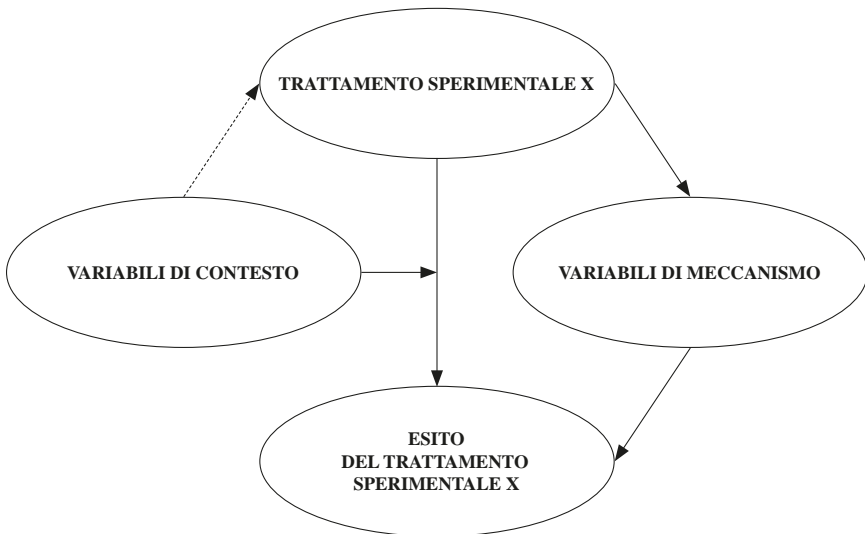 TRATTAMENTO SPERIMENTALE X
VARIABILI DI CONTESTO
VARIABILI DI MECCANISMO
ESITO
DEL TRATTAMENTO
SPERIMENTALE X